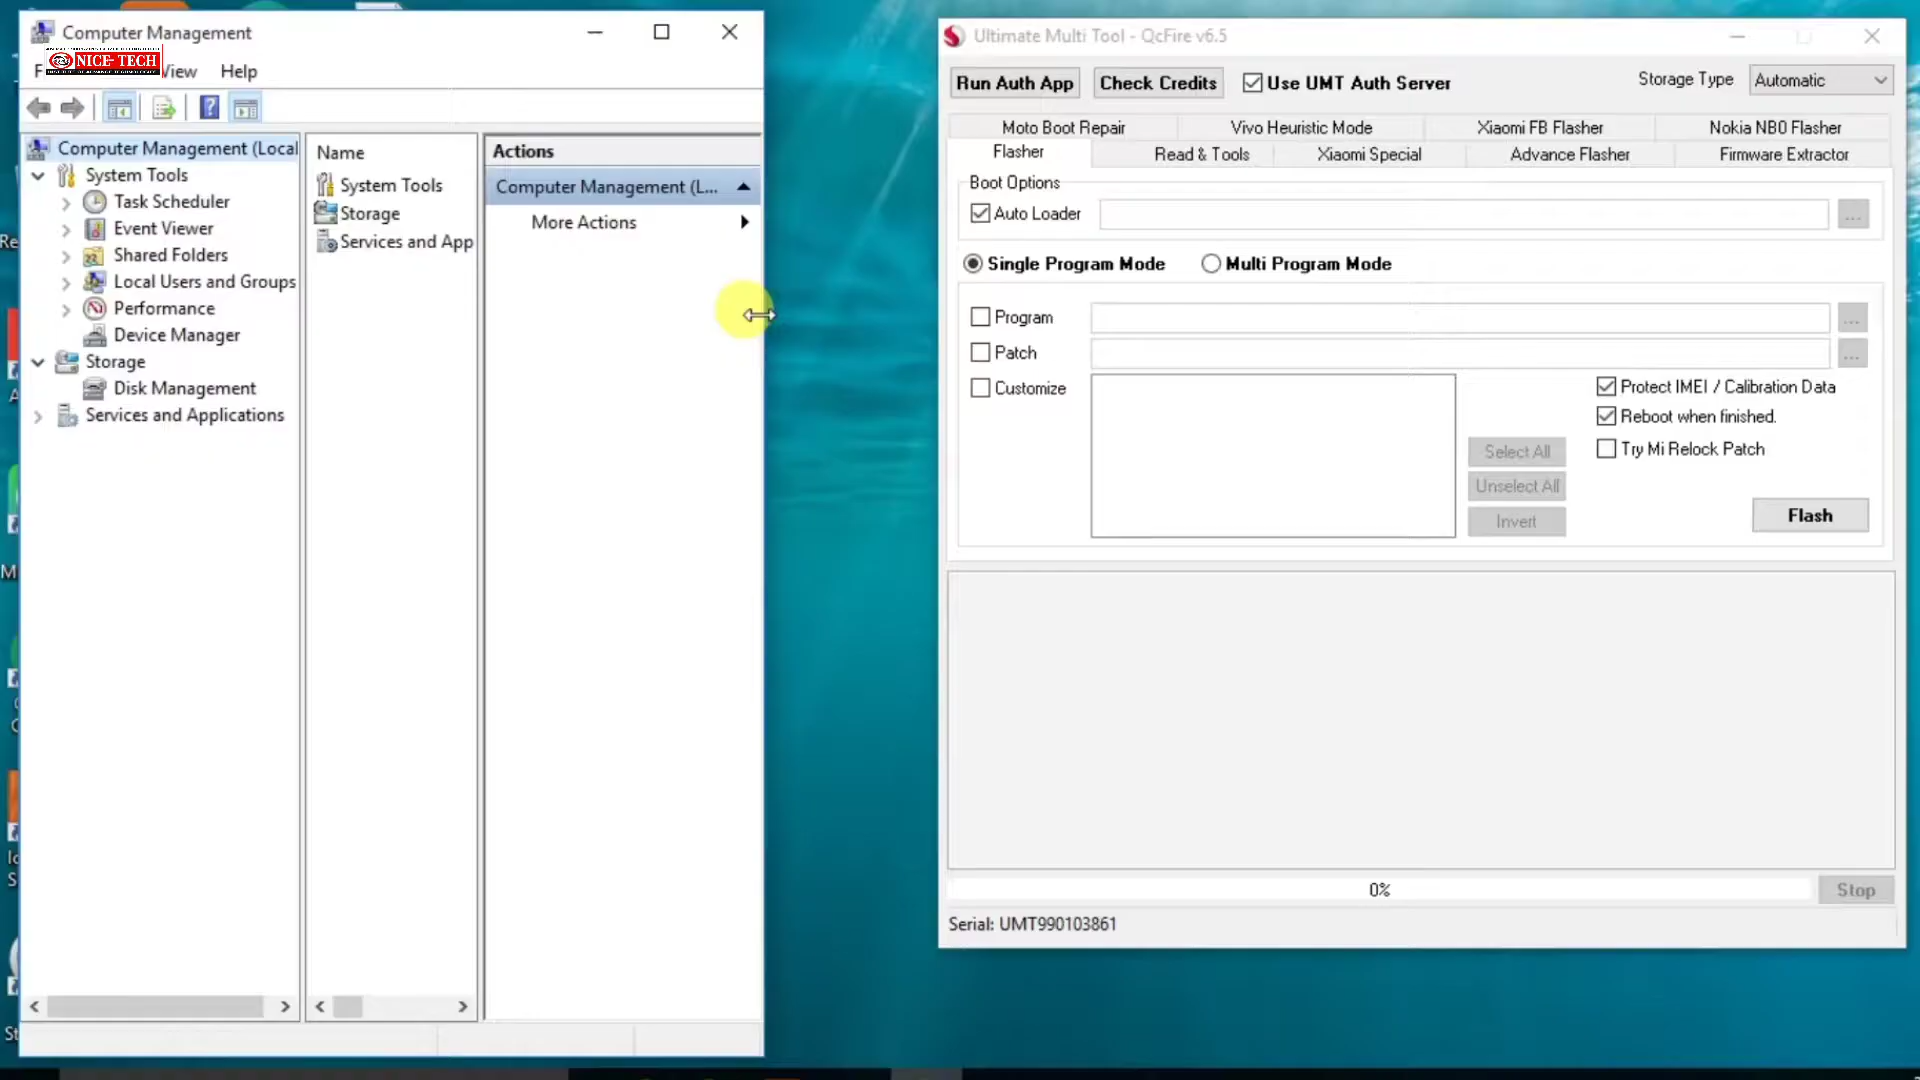 Computer Management
NICE-TECH
View
Help
Computer Management (Local
System Tools
Task Scheduler
Event Viewer
Shared Folders
Local Users and Groups
Performance
Device Manager
Storage
Disk Management
Services and Applications
Name
System Tools
Storage
Services and App
Actions
Computer Management (L...
More Actions
Ultimate Multi Tool - QcFire v6.5
Run Auth App
Check Credits
Use UMT Auth Server
Storage Type
Automatic
Moto Boot Repair
Vivo Heuristic Mode
Xiaomi FB Flasher
Nokia NB0 Flasher
Flasher
Read & Tools
Xiaomi Special
Advance Flasher
Firmware Extractor
Boot Options
Auto Loader
...
Single Program Mode
Multi Program Mode
Program
...
Patch
...
Customize
Protect IMEI / Calibration Data
Reboot when finished.
Try Mi Relock Patch
Select All
Unselect All
Invert
Flash
0%
Stop
Serial: UMT990103861